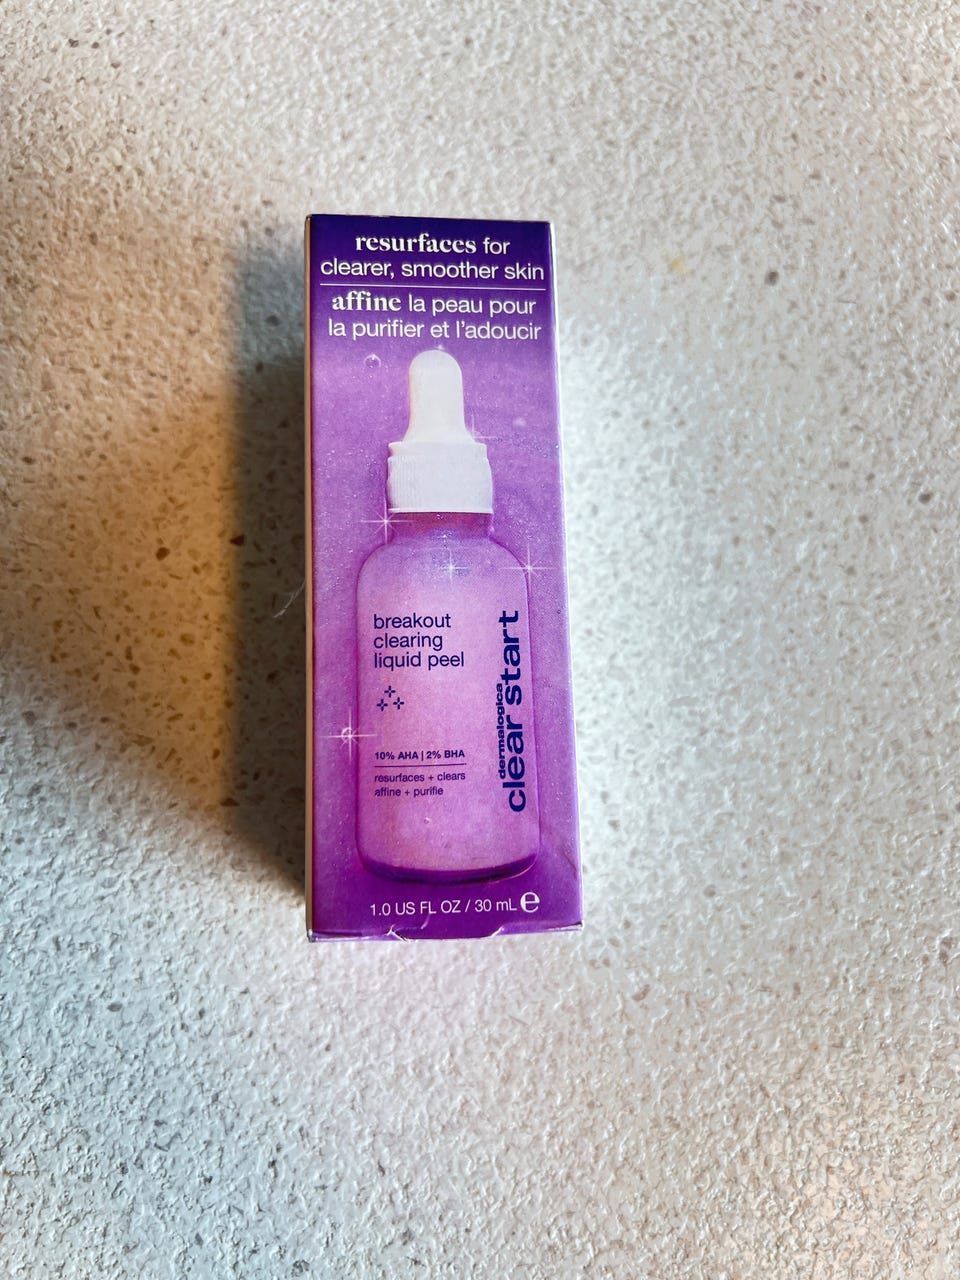 resurfaces for
clearer, smoother skin
affine la peau pour
la purifier et l'adoucir
breakout
clearing
liquid peel
10% AHA | 2% BHA
resurfaces + clears
affine + purifie
dermalogica
clear start
1.0 US FL OZ / 30 mL e